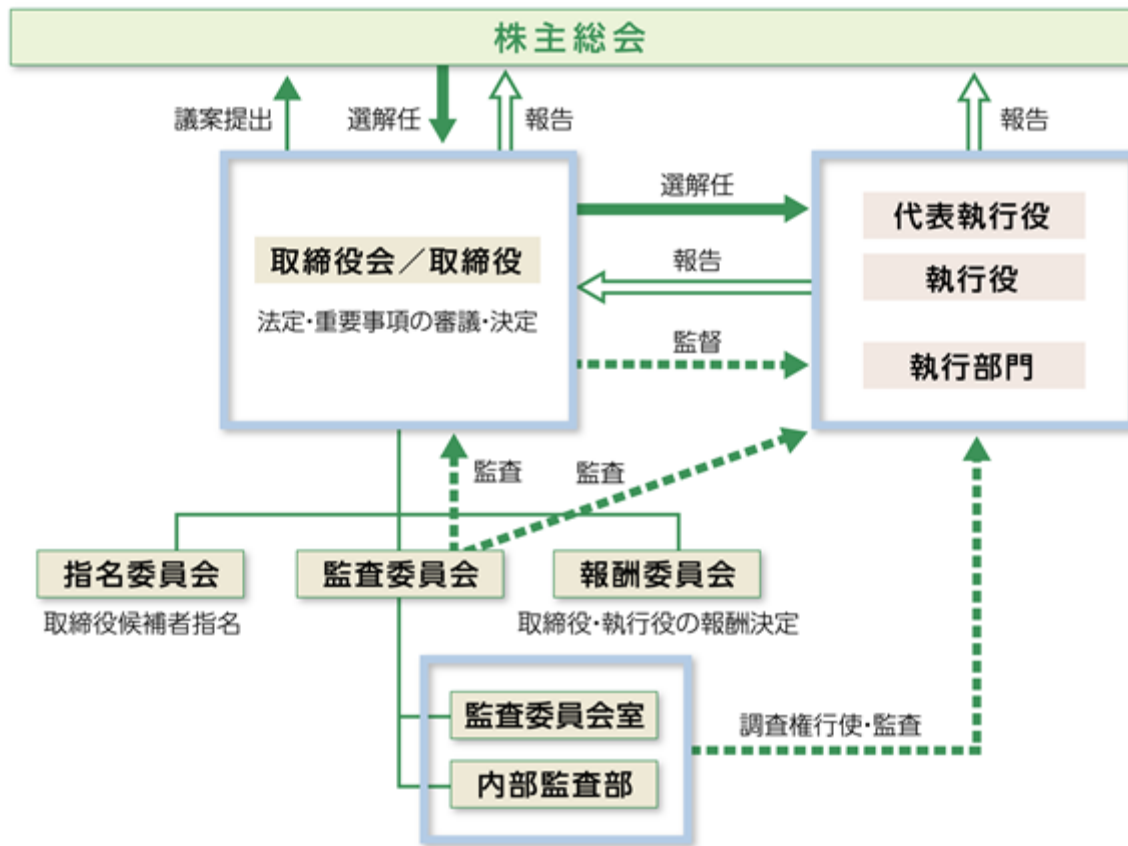 株主総会
議案提出
選解任
報告
報告
選解任
代表執行役
取締役会／取締役
報告
執行役
法定・重要事項の審議・決定
監督
執行部門
監査
監査
指名委員会
監査委員会
報酬委員会
取締役候補者指名
取締役・執行役の報酬決定
監査委員会室
調査権行使・監査
内部監査部